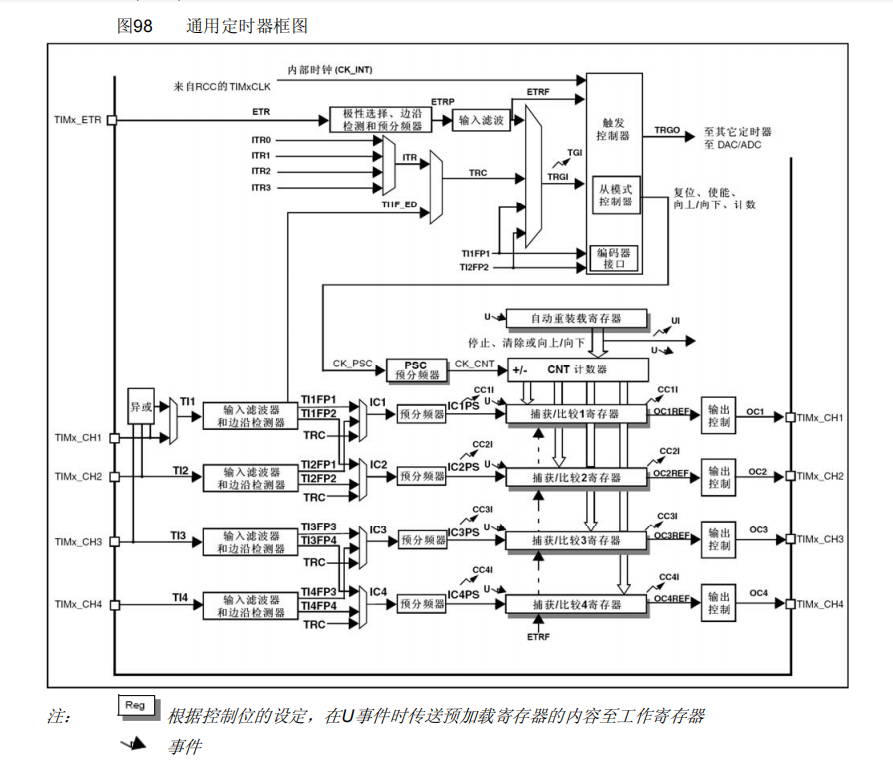 图98 通用定时器框图
内部时钟 (CK_INT)
来自RCC的TIMxCLK
ETRF
ETR
ETRP
TIMx_ETR
极性选择、边沿
检测和预分频器
输入滤波
触发
控制器
TRGO
至其它定时器
至 DAC/ADC
ITR0
ITR1
ITR2
ITR3
ITR
TRC
TGI
TRGI
TI1F_ED
从模式
控制器
复位、使能、
向上/向下、计数
TI1FP1
TI2FP2
编码器
接口
U
自动重装载寄存器
UI
停止、清除或向上/向下
U
CK_PSC
PSC
预分频器
CK_CNT
+/-
CNT 计数器
异或
TI1
输入滤波器
和边沿检测器
TI1FP1
TI1FP2
TRC
IC1
预分频器
CC1I
U
IC1PS
捕获/比较1寄存器
CC1I
OC1REF
输出
控制
OC1
TIMx_CH1
TIMx_CH1
TIMx_CH2
TI2
输入滤波器
和边沿检测器
TI2FP1
TI2FP2
TRC
IC2
预分频器
CC2I
U
IC2PS
捕获/比较2寄存器
CC2I
OC2REF
输出
控制
OC2
TIMx_CH2
TIMx_CH3
TI3
输入滤波器
和边沿检测器
TI3FP3
TI3FP4
TRC
IC3
预分频器
CC3I
U
IC3PS
捕获/比较3寄存器
CC3I
OC3REF
输出
控制
OC3
TIMx_CH3
TIMx_CH4
TI4
输入滤波器
和边沿检测器
TI4FP3
TI4FP4
TRC
IC4
预分频器
CC4I
U
IC4PS
捕获/比较4寄存器
CC4I
OC4REF
输出
控制
OC4
TIMx_CH4
ETRF
注： Reg 根据控制位的设定，在U事件时传送预加载寄存器的内容至工作寄存器
事件